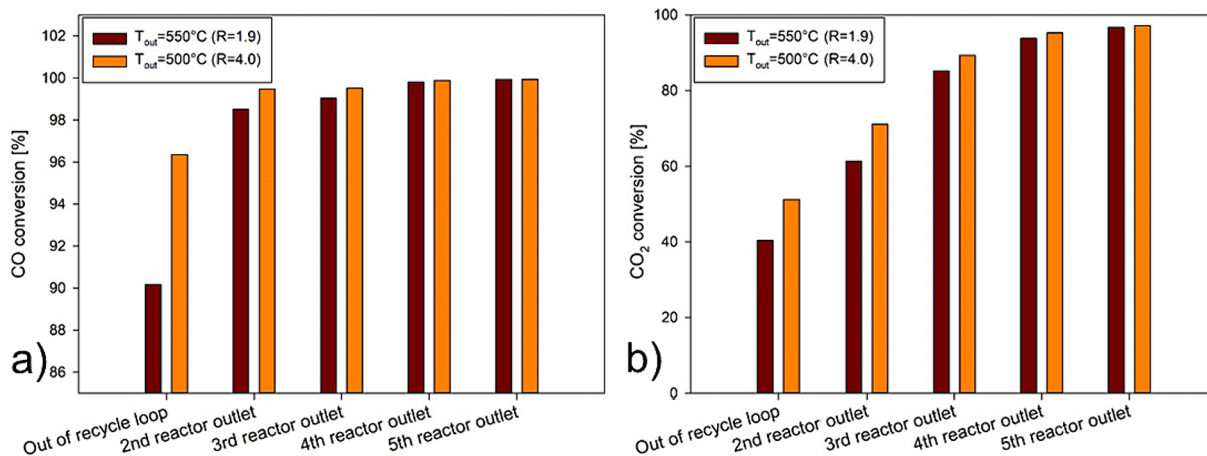 a)
CO conversion [%]
102
100
98
96
94
92
90
88
86
T_out=550°C (R=1.9)
T_out=500°C (R=4.0)
Out of recycle loop
2nd reactor outlet
3rd reactor outlet
4th reactor outlet
5th reactor outlet
b)
CO₂ conversion [%]
100
80
60
40
20
0
T_out=550°C (R=1.9)
T_out=500°C (R=4.0)
Out of recycle loop
2nd reactor outlet
3rd reactor outlet
4th reactor outlet
5th reactor outlet